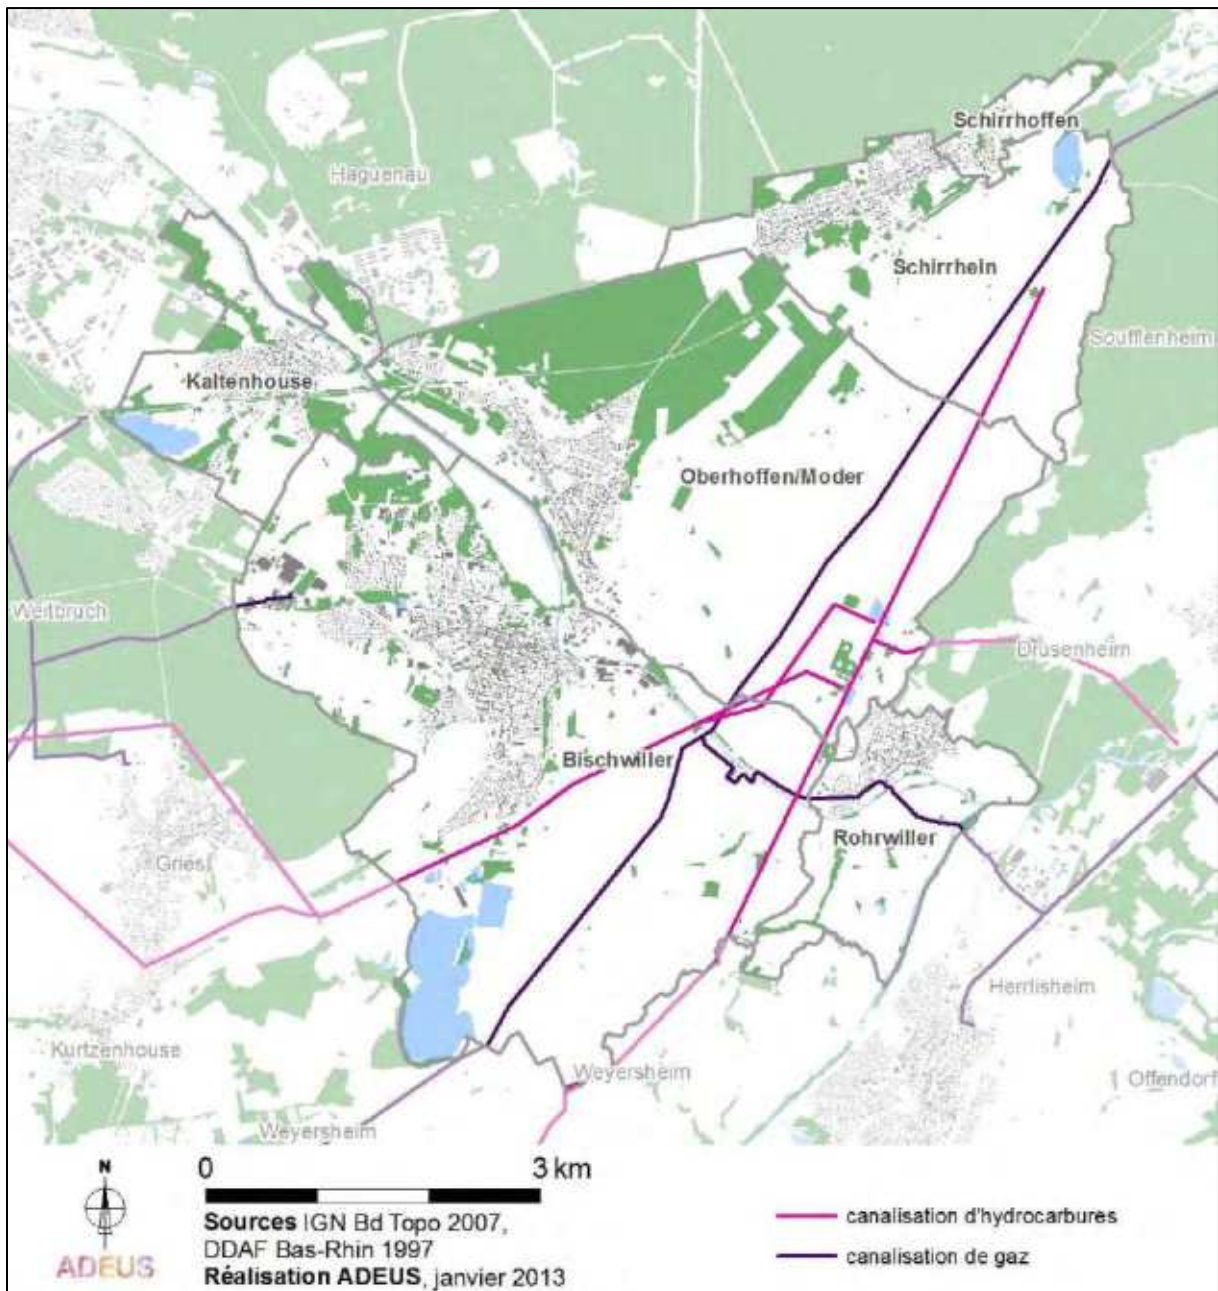 Schirrhoffen
Haguenau
Schirrhein
Soufflenheim
Kaltenhouse
Oberhoffen/Moder
Weitbruch
Drusenheim
Bischwiller
Gries
Rohrwiller
Herrlisheim
Kurtzenhouse
Weyersheim
Offendorf
Weyersheim
N
0 3 km
ADEUS
Sources IGN Bd Topo 2007,
DDAF Bas-Rhin 1997
Réalisation ADEUS, janvier 2013
canalisation d'hydrocarbures
canalisation de gaz